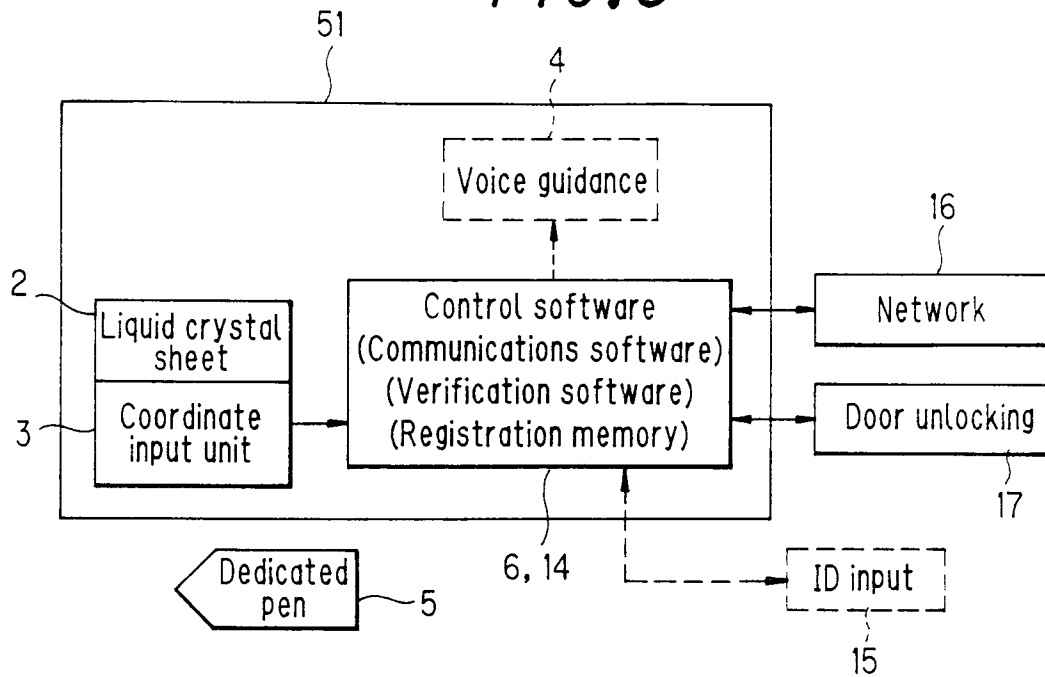 51
4
Voice guidance
16
2
Liquid crystal
sheet
Control software
(Communications software)
(Verification software)
(Registration memory)
Network
3
Coordinate
input unit
Door unlocking
17
Dedicated
pen
5
6, 14
ID input
15